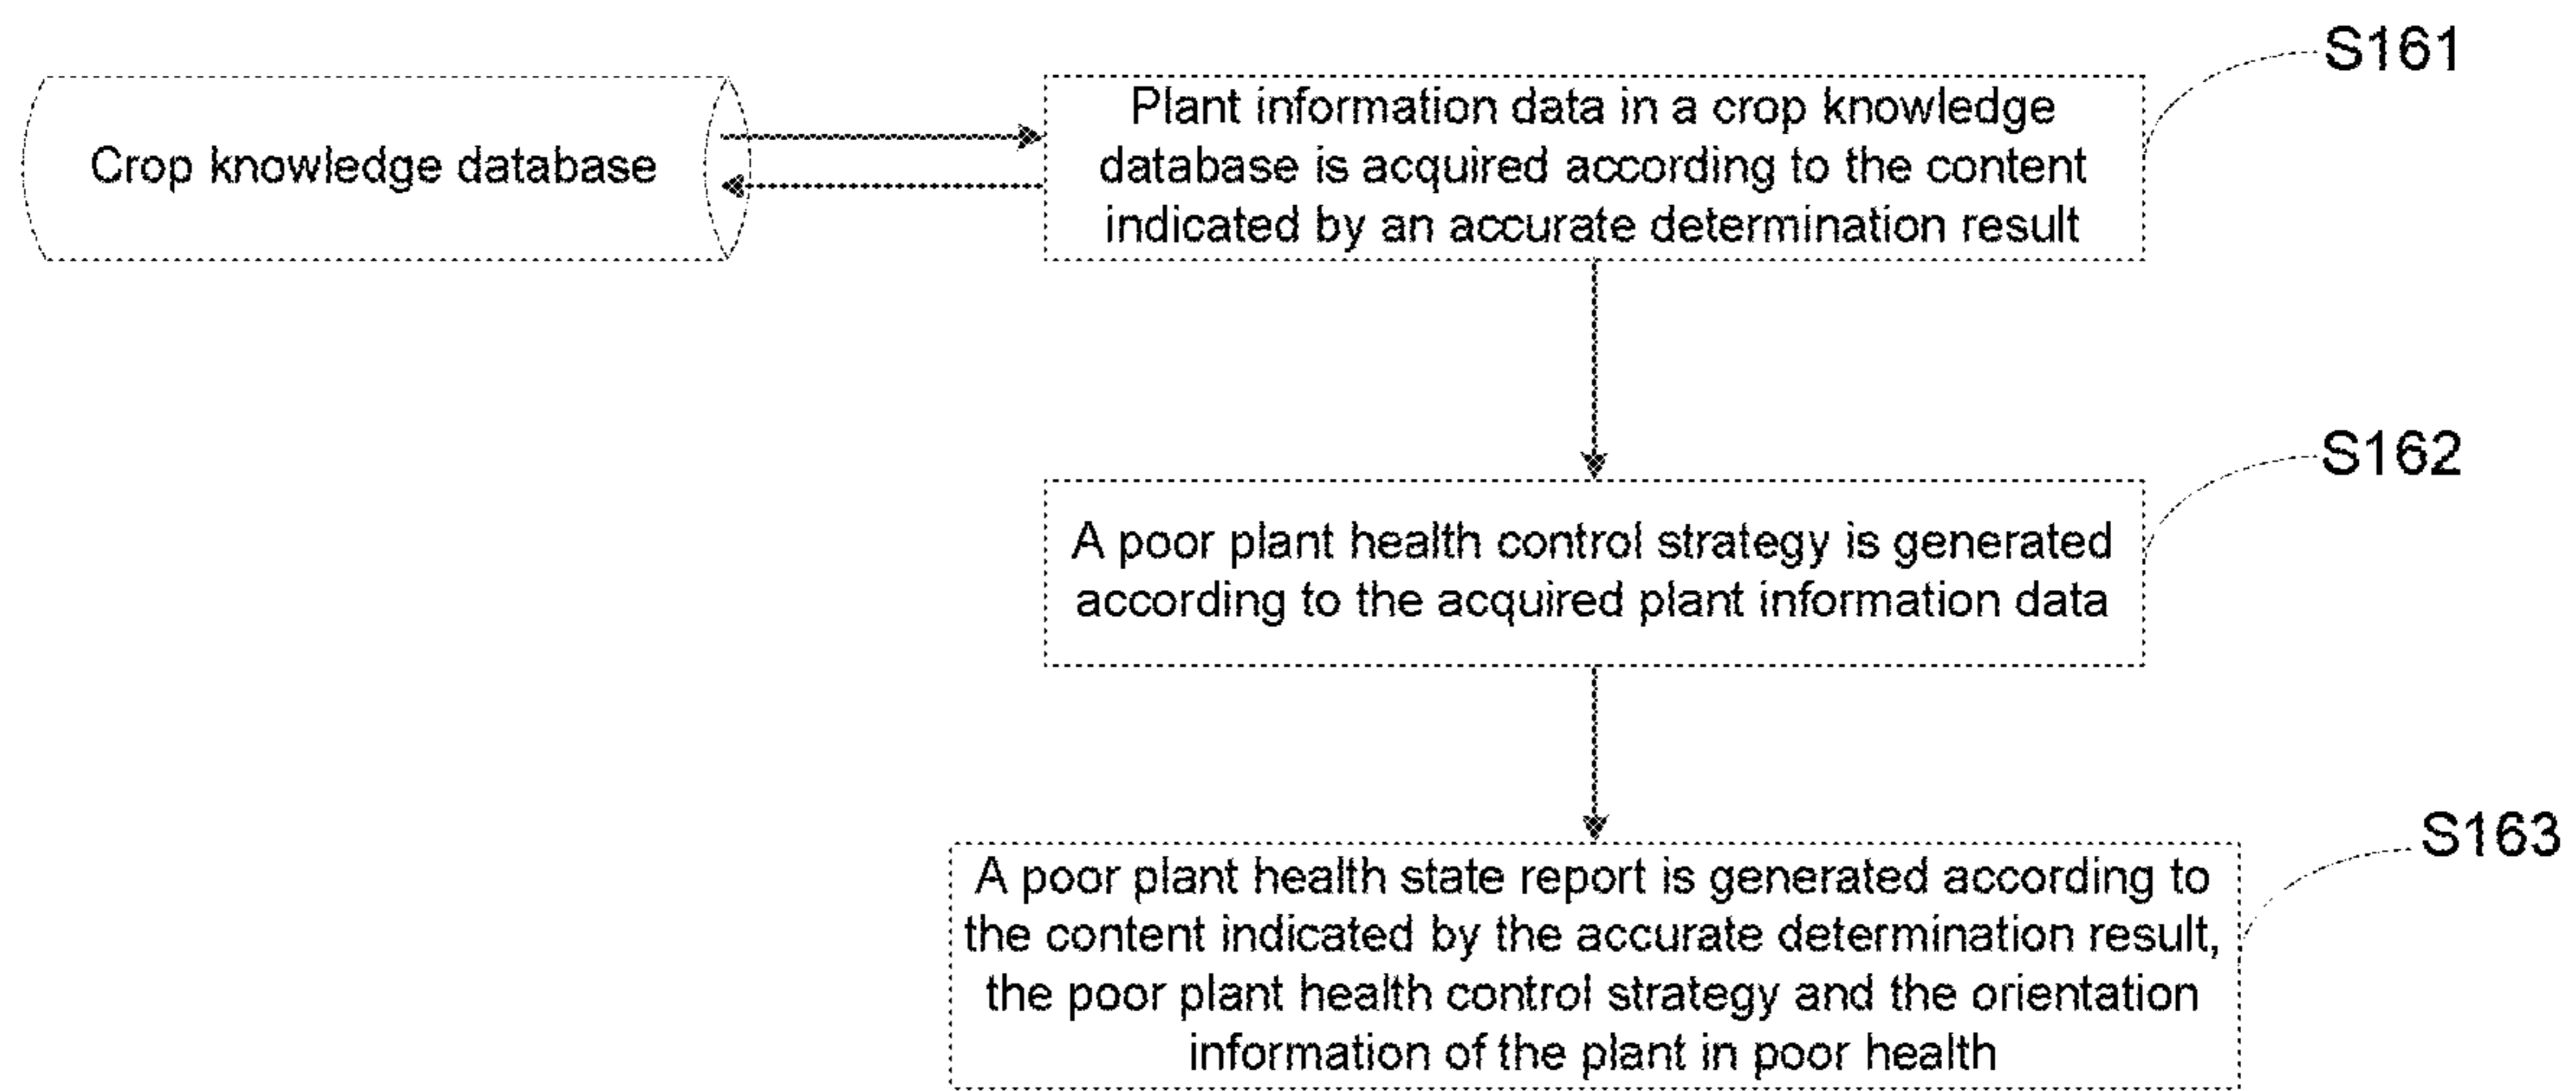 S161
Crop knowledge database
Plant information data in a crop knowledge
database is acquired according to the content
indicated by an accurate determination result
S162
A poor plant health control strategy is generated
according to the acquired plant information data
S163
A poor plant health state report is generated according to
the content indicated by the accurate determination result,
the poor plant health control strategy and the orientation
information of the plant in poor health